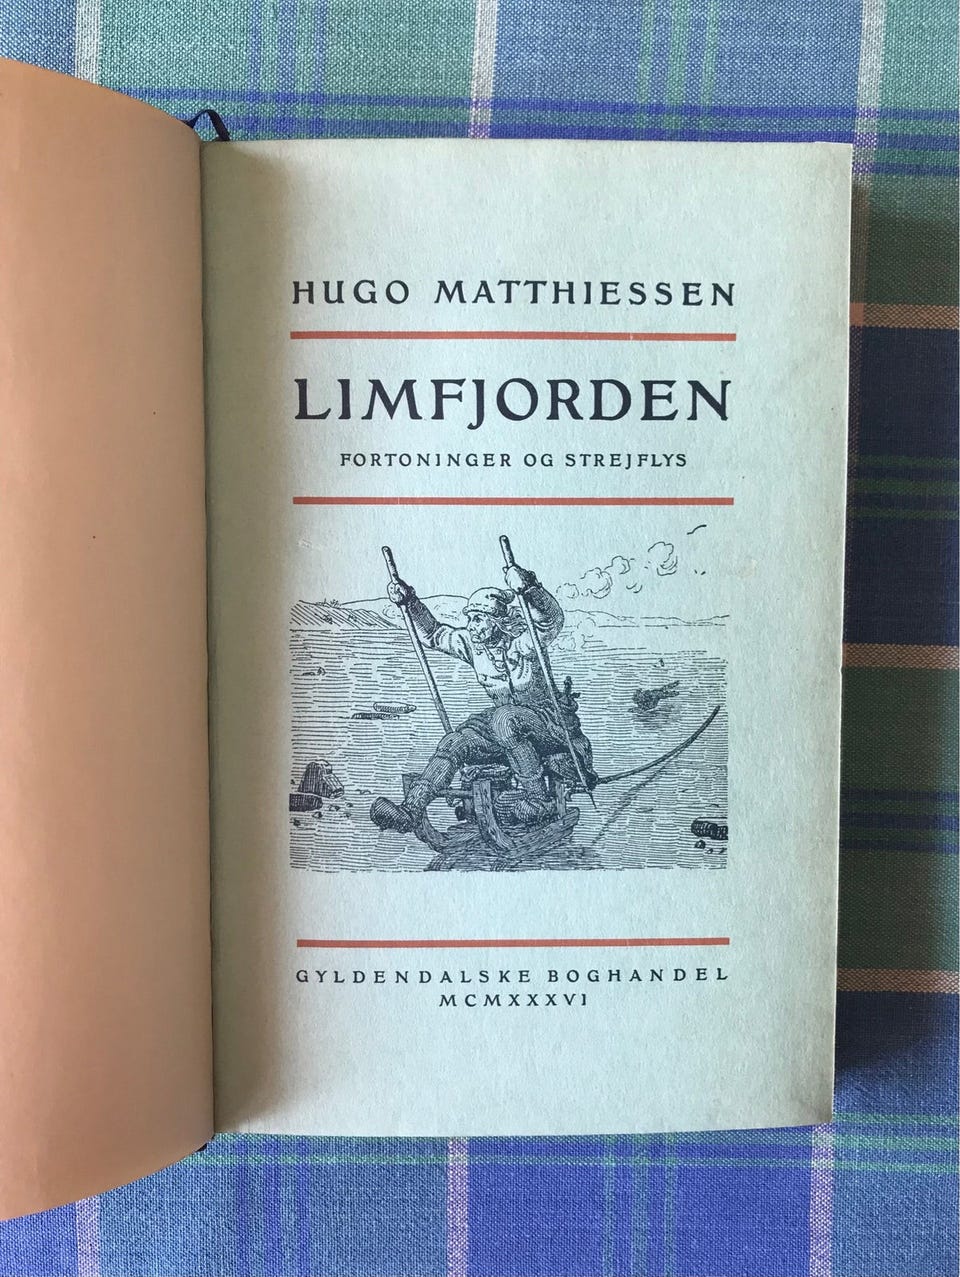 HUGO MATTHIESSEN
LIMFJORDEN
FORTONINGER OG STREJFLYS
GYLDENDALSKE BOGHANDEL
MCMXXXVI